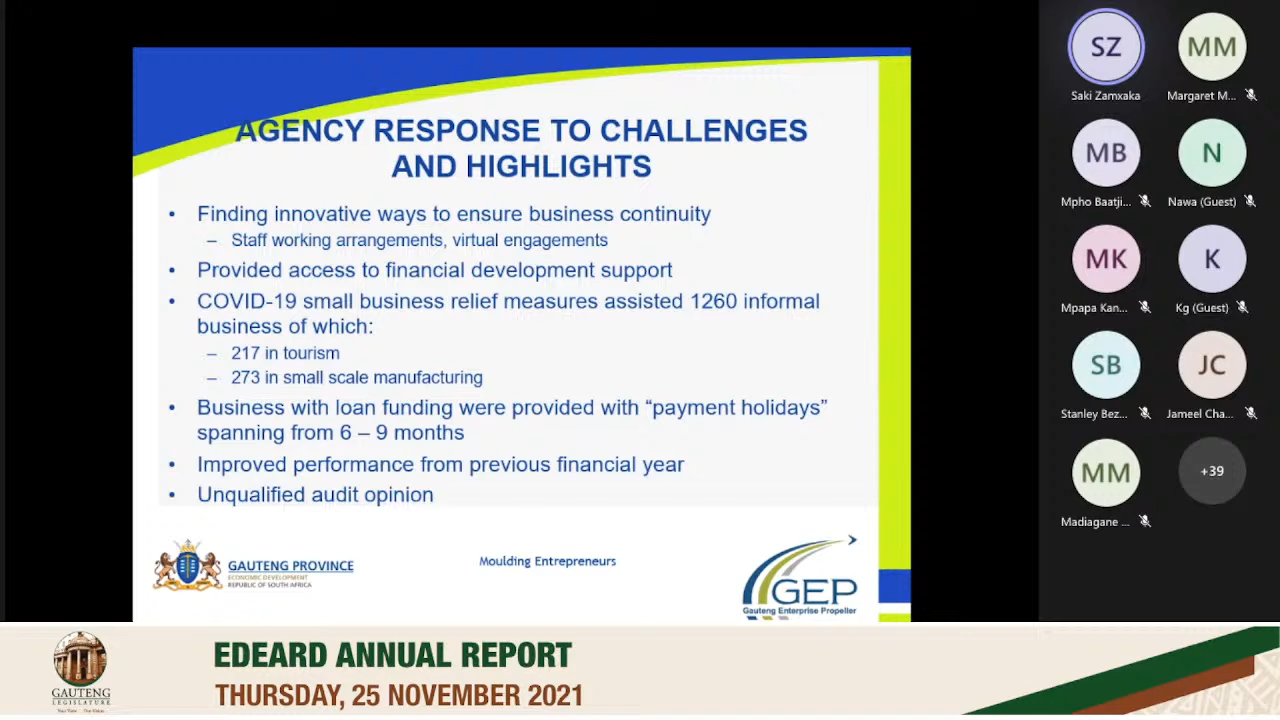 AGENCY RESPONSE TO CHALLENGES
AND HIGHLIGHTS
• Finding innovative ways to ensure business continuity
– Staff working arrangements, virtual engagements
• Provided access to financial development support
• COVID-19 small business relief measures assisted 1260 informal
business of which:
– 217 in tourism
– 273 in small scale manufacturing
• Business with loan funding were provided with “payment holidays”
spanning from 6 – 9 months
• Improved performance from previous financial year
• Unqualified audit opinion
GAUTENG PROVINCE
ECONOMIC DEVELOPMENT
REPUBLIC OF SOUTH AFRICA
Moulding Entrepreneurs
GEP
Gauteng Enterprise Propeller
SZ
Saki Zamxaka
MM
Margaret M...
MB
Mpho Baatji...
N
Nawa (Guest)
MK
Mpapa Kan...
K
Kg (Guest)
SB
Stanley Bez...
JC
Jameel Cha...
MM
Madiagane ...
+39
GAUTENG
LEGISLATURE
EDEARD ANNUAL REPORT
THURSDAY, 25 NOVEMBER 2021